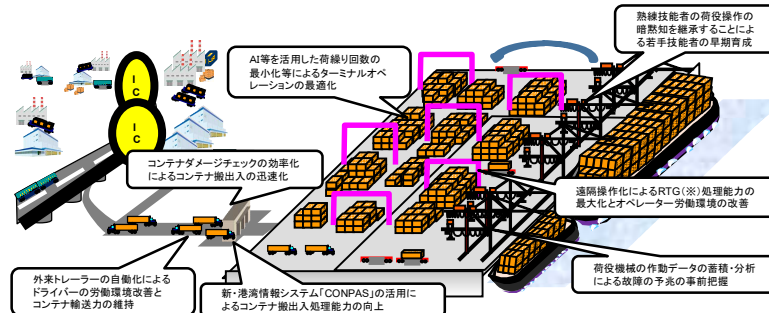 熟練技能者の荷役操作の
暗黙知を継承することによ
る若手技能者の早期育成
AI等を活用した荷繰り回数の
最小化等によるターミナルオペ
レーションの最適化
I
C
I
C
コンテナダメージチェックの効率化
によるコンテナ搬出入の迅速化
遠隔操作化によるRTG(※)処理能力の
最大化とオペレーター労働環境の改善
荷役機械の作動データの蓄積・分析
による故障の予兆の事前把握
外来トレーラーの自働化による
ドライバーの労働環境改善と
コンテナ輸送力の維持
新・港湾情報システム「CONPAS」の活用によ
るコンテナ搬出入処理能力の向上